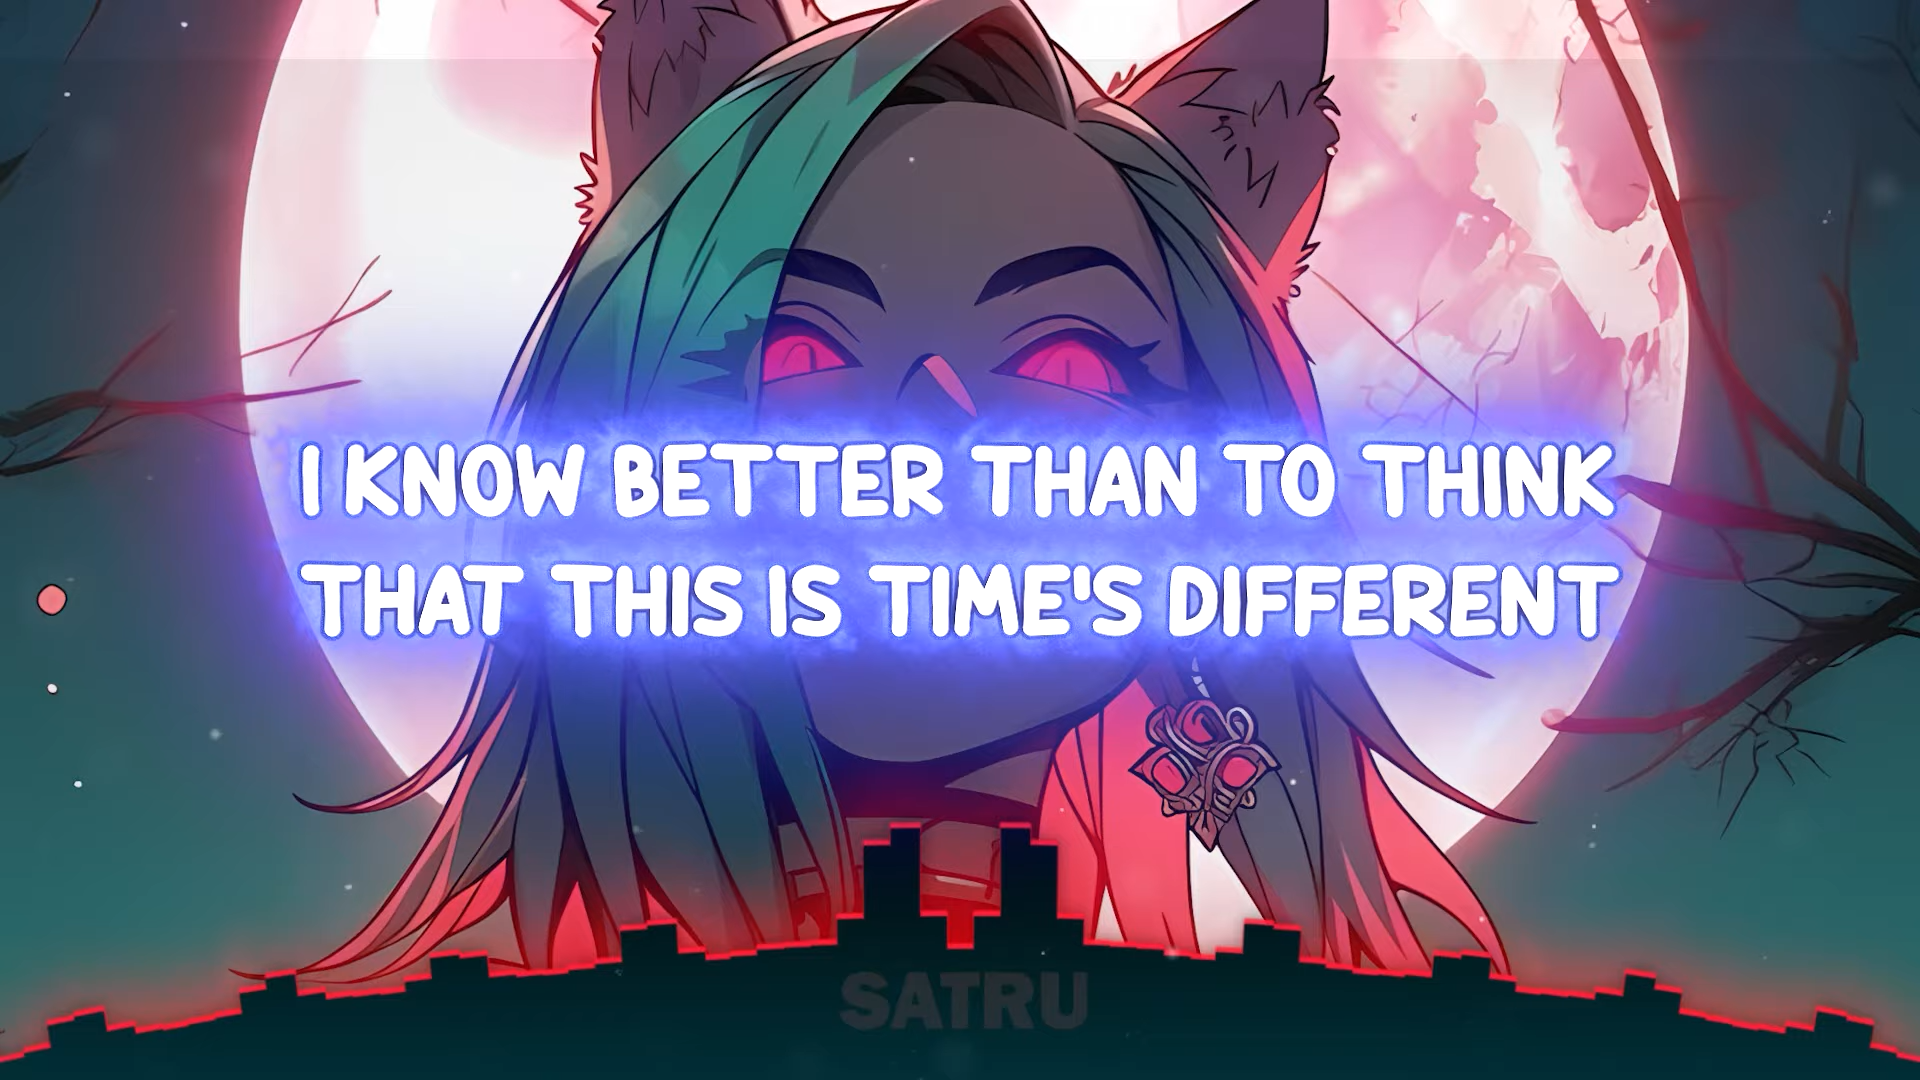 I KNOW BETTER THAN TO THINK
THAT THIS IS TIME'S DIFFERENT
SATRU